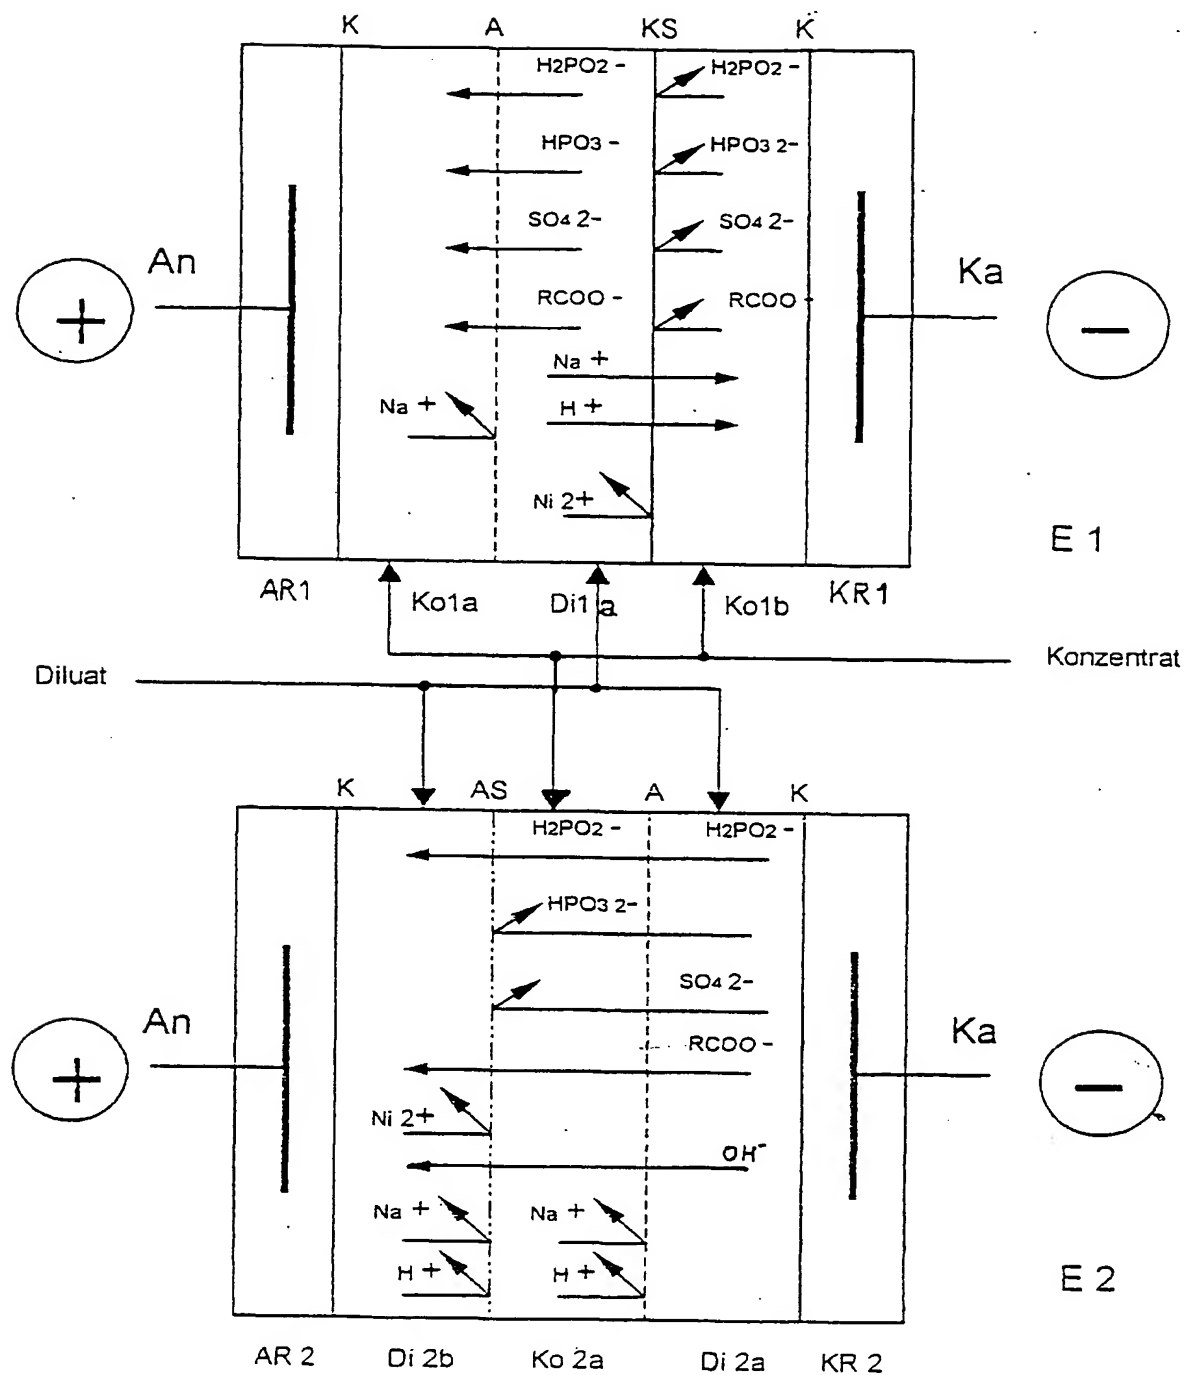 K A KS K
H2PO2 - H2PO2 -
HPO3 - HPO3 2-
SO4 2- SO4 2-
An Ka
RCOO - RCOO -
+ −
Na +
Na + H +
Ni 2+
E 1
AR1 Ko1a Di1a Ko1b KR1
Diluat Konzentrat
K AS A K
H2PO2 - H2PO2 -
HPO3 2-
SO4 2-
An Ka
RCOO -
+ −
Ni 2+
OH-
Na + Na +
H + H +
E 2
AR 2 Di 2b Ko 2a Di 2a KR 2